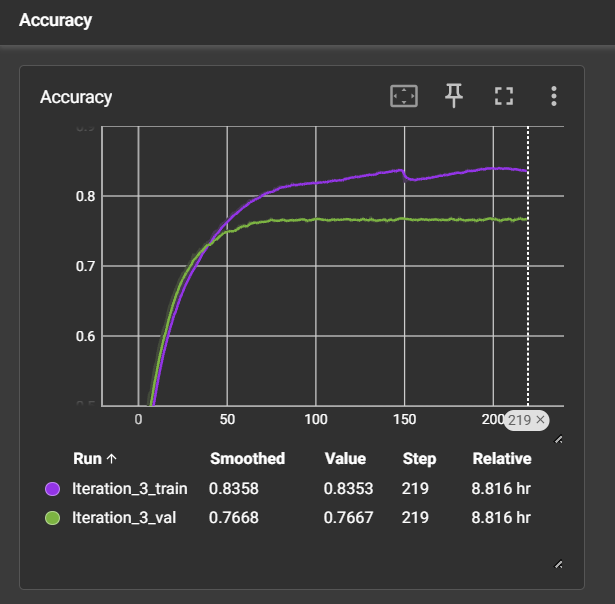 Accuracy
Accuracy
0.8
0.7
0.6
0 50 100 150 200 219 ×
Run ↑ Smoothed Value Step Relative
Iteration_3_train 0.8358 0.8353 219 8.816 hr
Iteration_3_val 0.7668 0.7667 219 8.816 hr